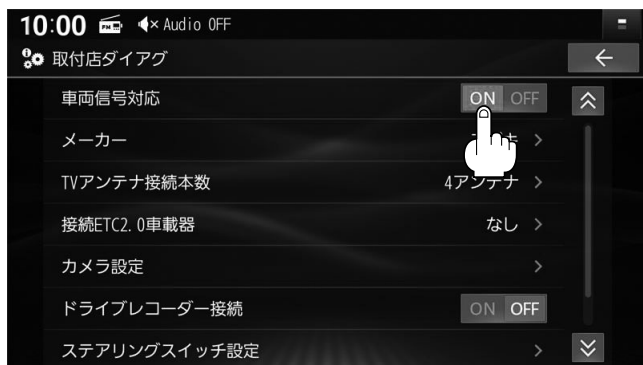 10:00 FM Audio OFF
取付店ダイアグ
車両信号対応 ON OFF
メーカー
TVアンテナ接続本数 4アンテナ
接続ETC2.0車載器 なし
カメラ設定
ドライブレコーダー接続 ON OFF
ステアリングスイッチ設定